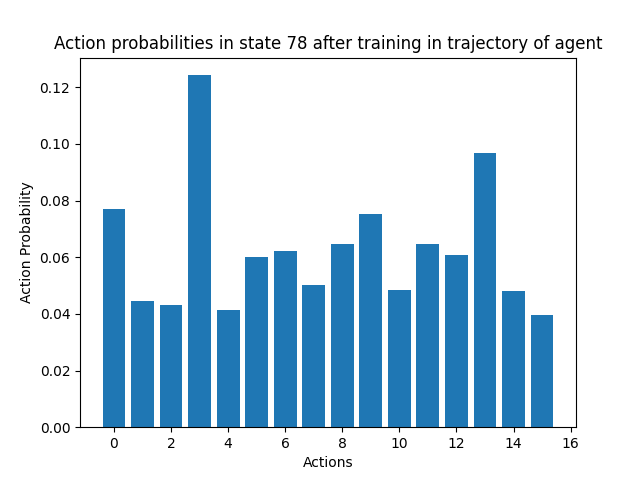 Action probabilities in state 78 after training in trajectory of agent
0.12
0.10
0.08
0.06
0.04
0.02
0.00
Action Probability
0 2 4 6 8 10 12 14 16
Actions